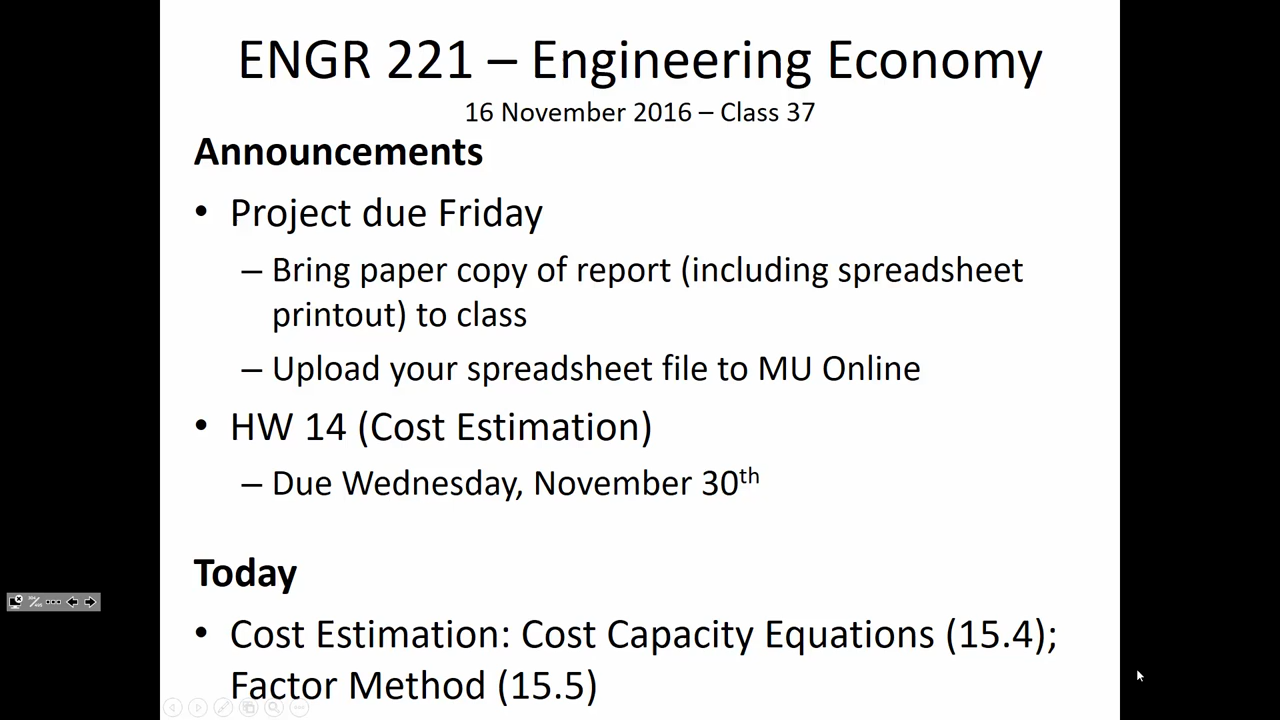 ENGR 221 – Engineering Economy
16 November 2016 – Class 37
Announcements
• Project due Friday
– Bring paper copy of report (including spreadsheet
printout) to class
– Upload your spreadsheet file to MU Online
• HW 14 (Cost Estimation)
– Due Wednesday, November 30th
Today
• Cost Estimation: Cost Capacity Equations (15.4);
Factor Method (15.5)